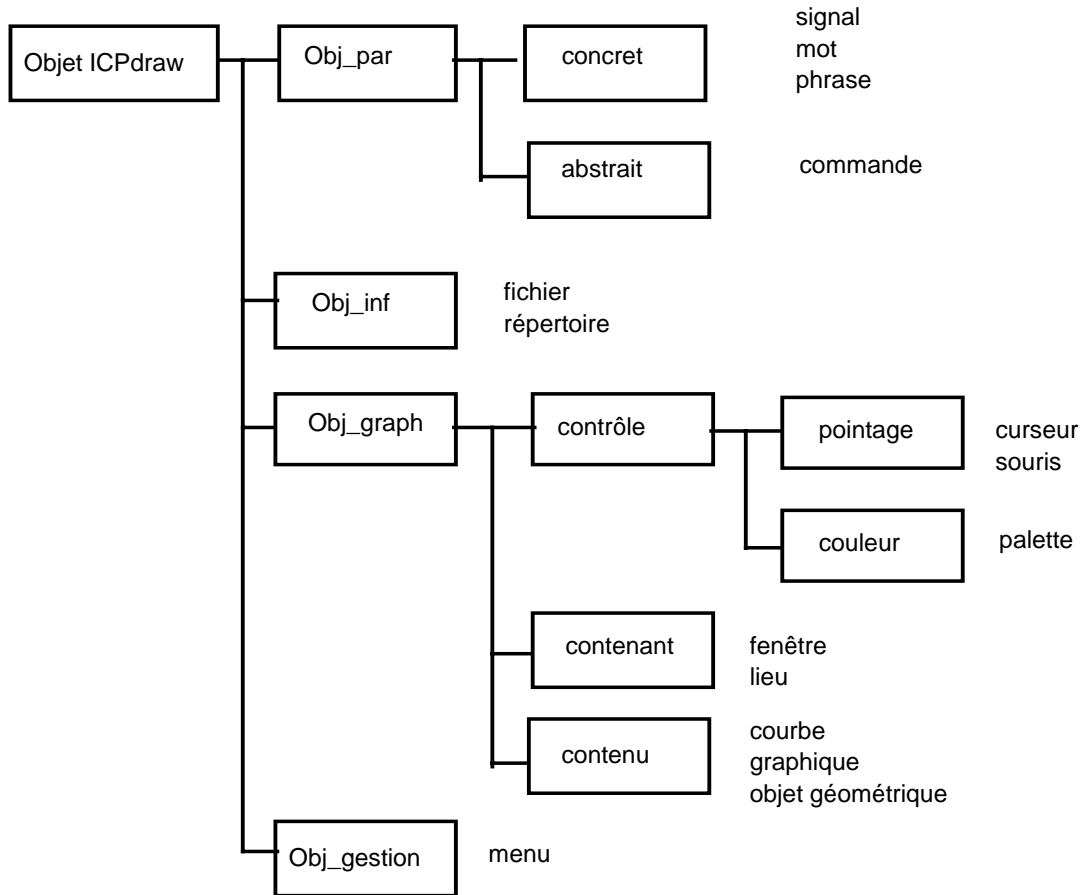 signal
Objet ICPdraw
Obj_par
concret
mot
phrase
abstrait
commande
Obj_inf
fichier
répertoire
Obj_graph
contrôle
pointage
curseur
souris
couleur
palette
contenant
fenêtre
lieu
contenu
courbe
graphique
objet géométrique
Obj_gestion
menu